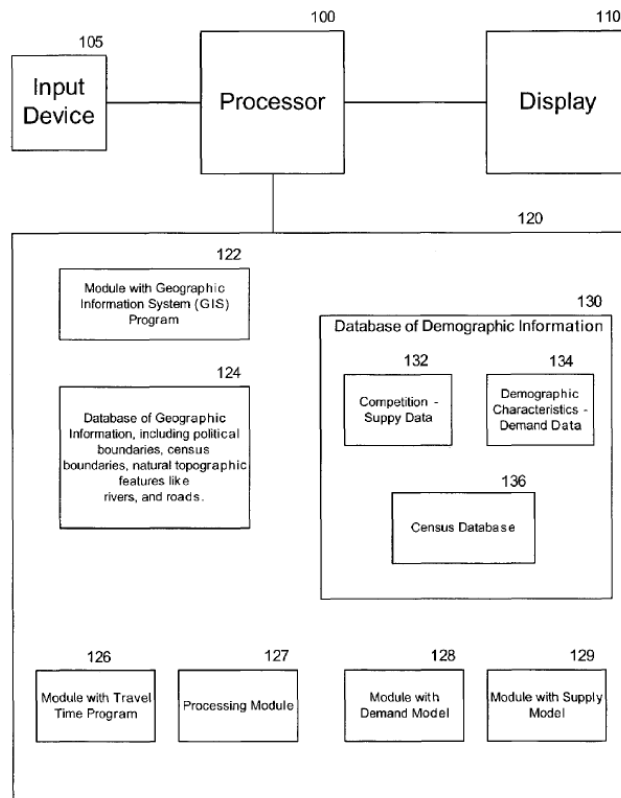 105
Input
Device
100
Processor
110
Display
120
122
Module with Geographic
Information System (GIS)
Program
124
Database of Geographic
Information, including political
boundaries, census
boundaries, natural topographic
features like
rivers, and roads.
130
Database of Demographic Information
132
Competition -
Suppy Data
134
Demographic
Characteristics -
Demand Data
136
Census Database
126
Module with Travel
Time Program
127
Processing Module
128
Module with
Demand Model
129
Module with Supply
Model